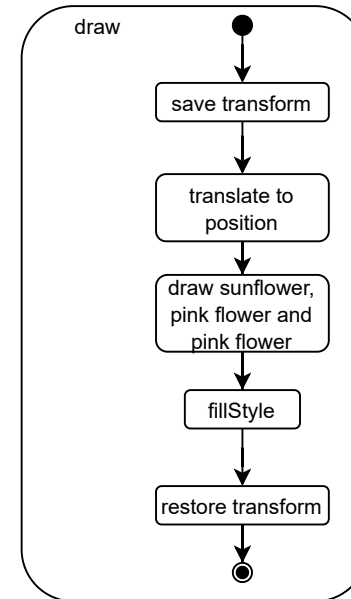 draw
save transform
translate to
position
draw sunflower,
pink flower and
pink flower
fillStyle
restore transform